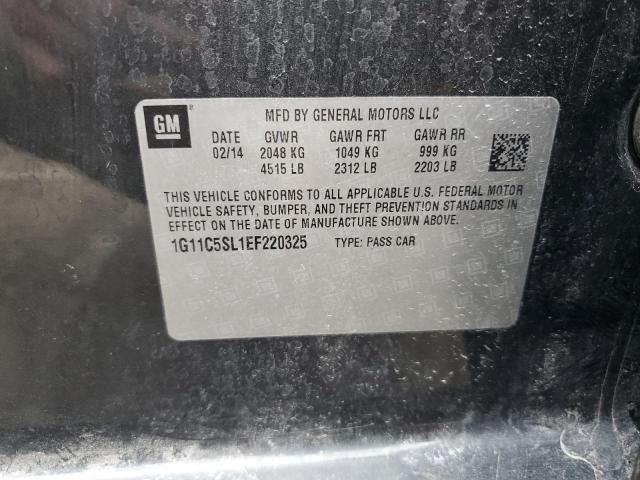 GM
MFD BY GENERAL MOTORS LLC
DATE GVWR GAWR FRT GAWR RR
02/14 2048 KG 1049 KG 999 KG
4515 LB 2312 LB 2203 LB
THIS VEHICLE CONFORMS TO ALL APPLICABLE U.S. FEDERAL MOTOR
VEHICLE SAFETY, BUMPER, AND THEFT PREVENTION STANDARDS IN
EFFECT ON THE DATE OF MANUFACTURE SHOWN ABOVE.
1G11C5SL1EF220325 TYPE: PASS CAR